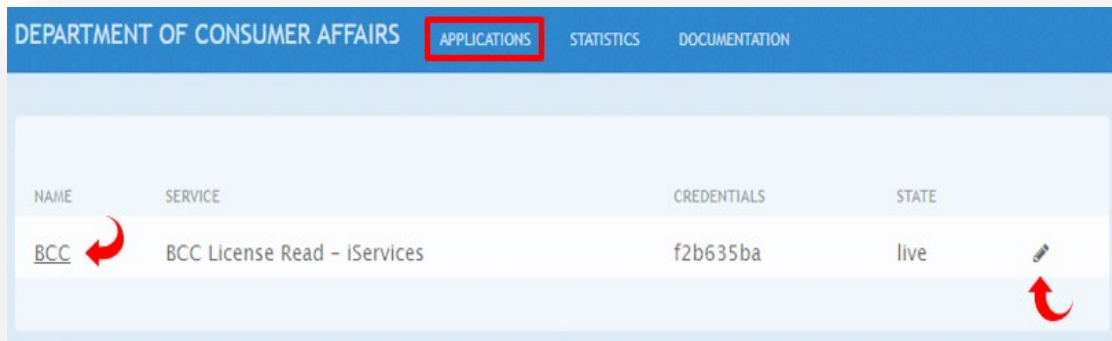 DEPARTMENT OF CONSUMER AFFAIRS APPLICATIONS STATISTICS DOCUMENTATION
NAME SERVICE CREDENTIALS STATE
BCC BCC License Read – iServices f2b635ba live